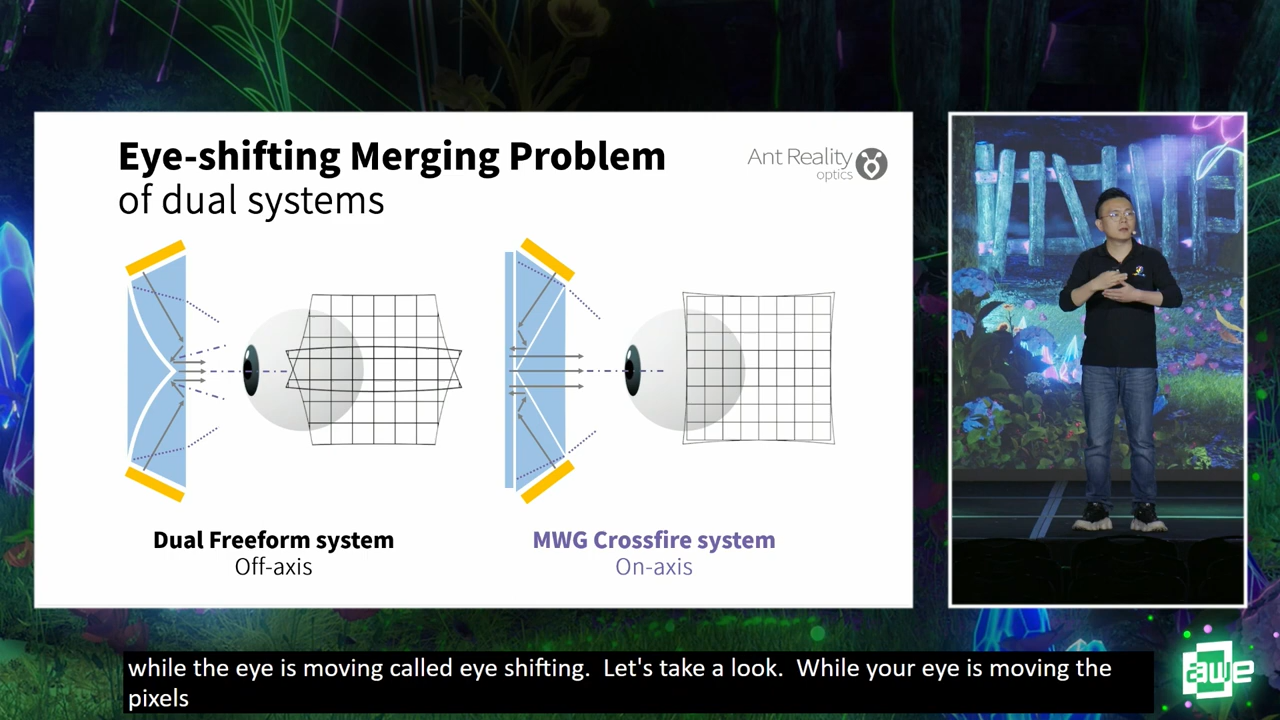 Eye-shifting Merging Problem
of dual systems
Ant Reality
optics
Dual Freeform system
Off-axis
MWG Crossfire system
On-axis
while the eye is moving called eye shifting.  Let's take a look.  While your eye is moving the
pixels
awe